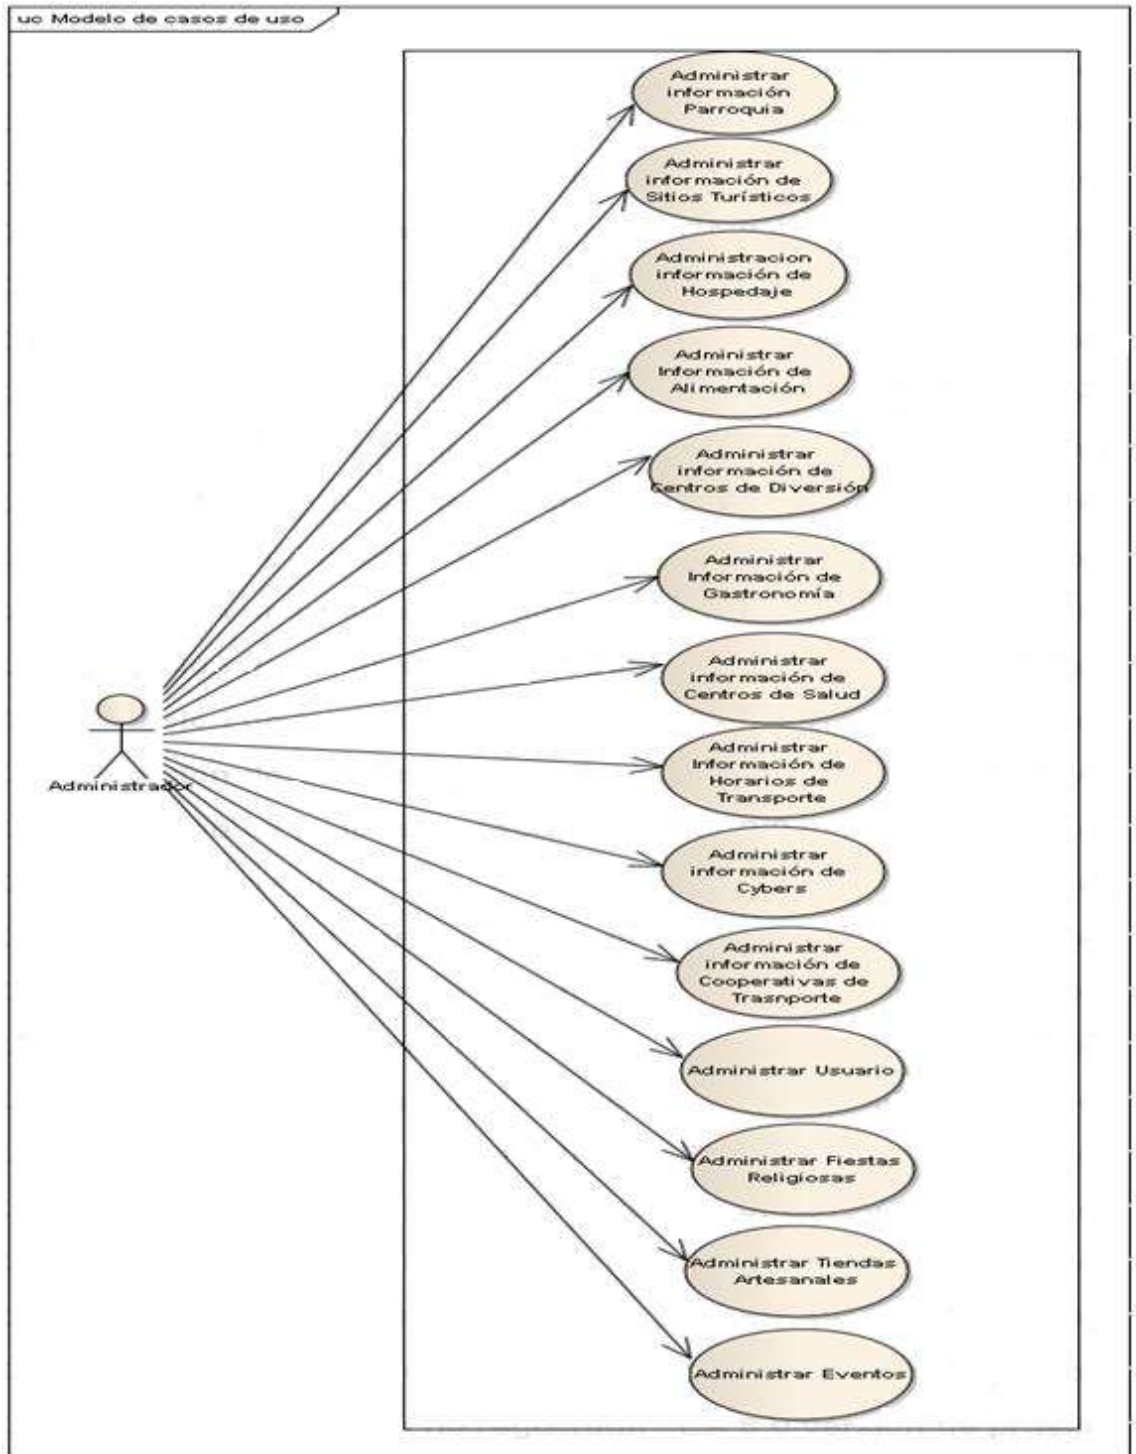 uc Modelo de casos de uso
Administrar
información
Parroquia
Administrar
información de
Sitios Turísticos
Administracion
información de
Hospedaje
Administrar
Información de
Alimentación
Administrar
información de
Centros de Diversión
Administrar
Información de
Gastronomía
Administrar
información de
Centros de Salud
Administrar
Información de
Horarios de
Transporte
Administrador
Administrar
información de
Cybers
Administrar
información de
Cooperativas de
Trasnporte
Administrar Usuario
Administrar Fiestas
Religiosas
Administrar Tiendas
Artesanales
Administrar Eventos